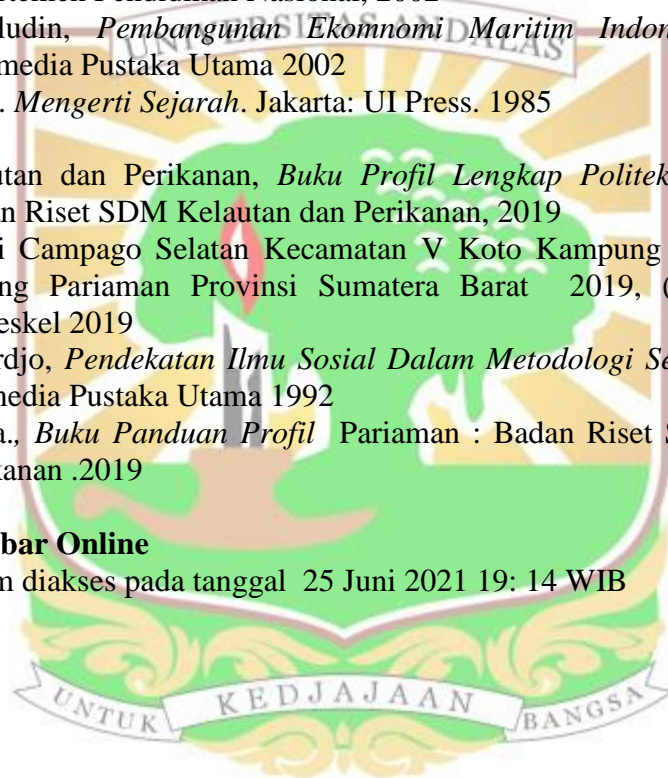 UNIVERSITAS ANDALAS
Departemen Pendidikan Nasional, 2002
ludin, Pembangunan Ekomnomi Maritim Indon
media Pustaka Utama 2002
. Mengerti Sejarah. Jakarta: UI Press. 1985
utan dan Perikanan, Buku Profil Lengkap Politek
n Riset SDM Kelautan dan Perikanan, 2019
i Campago Selatan Kecamatan V Koto Kampung
ng Pariaman Provinsi Sumatera Barat 2019, (
eskel 2019
rdjo, Pendekatan Ilmu Sosial Dalam Metodologi Se
media Pustaka Utama 1992
a., Buku Panduan Profil Pariaman : Badan Riset S
kanan .2019
bar Online
m diakses pada tanggal 25 Juni 2021 19: 14 WIB
UNTUK KEDJAJAAN BANGSA